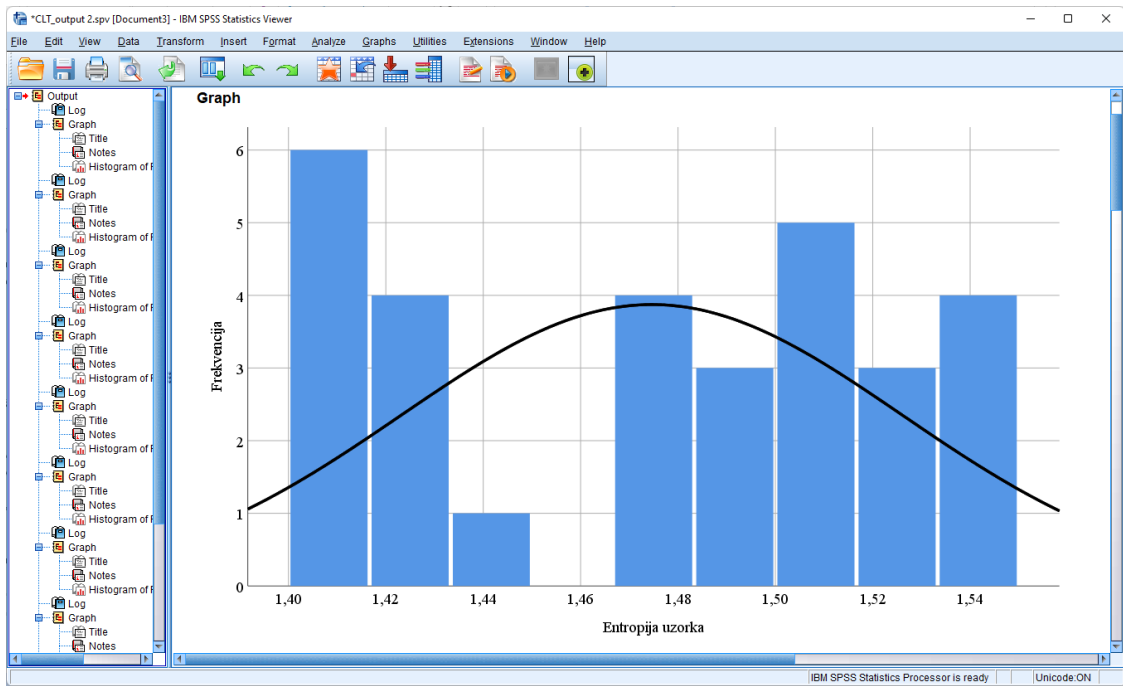 *CLT_output 2.spv [Document3] - IBM SPSS Statistics Viewer
File Edit View Data Transform Insert Format Analyze Graphs Utilities Extensions Window Help
Output
Log
Graph
Title
Notes
Histogram of F
Log
Graph
Title
Notes
Histogram of F
Log
Graph
Title
Notes
Histogram of F
Log
Graph
Title
Notes
Histogram of F
Log
Graph
Title
Notes
Histogram of F
Log
Graph
Title
Notes
Histogram of F
Log
Graph
Title
Notes
Histogram of F
Log
Graph
Title
Notes
Graph
Frekvencija
6
5
4
3
2
1
0
1,40 1,42 1,44 1,46 1,48 1,50 1,52 1,54
Entropija uzorka
IBM SPSS Statistics Processor is ready Unicode:ON